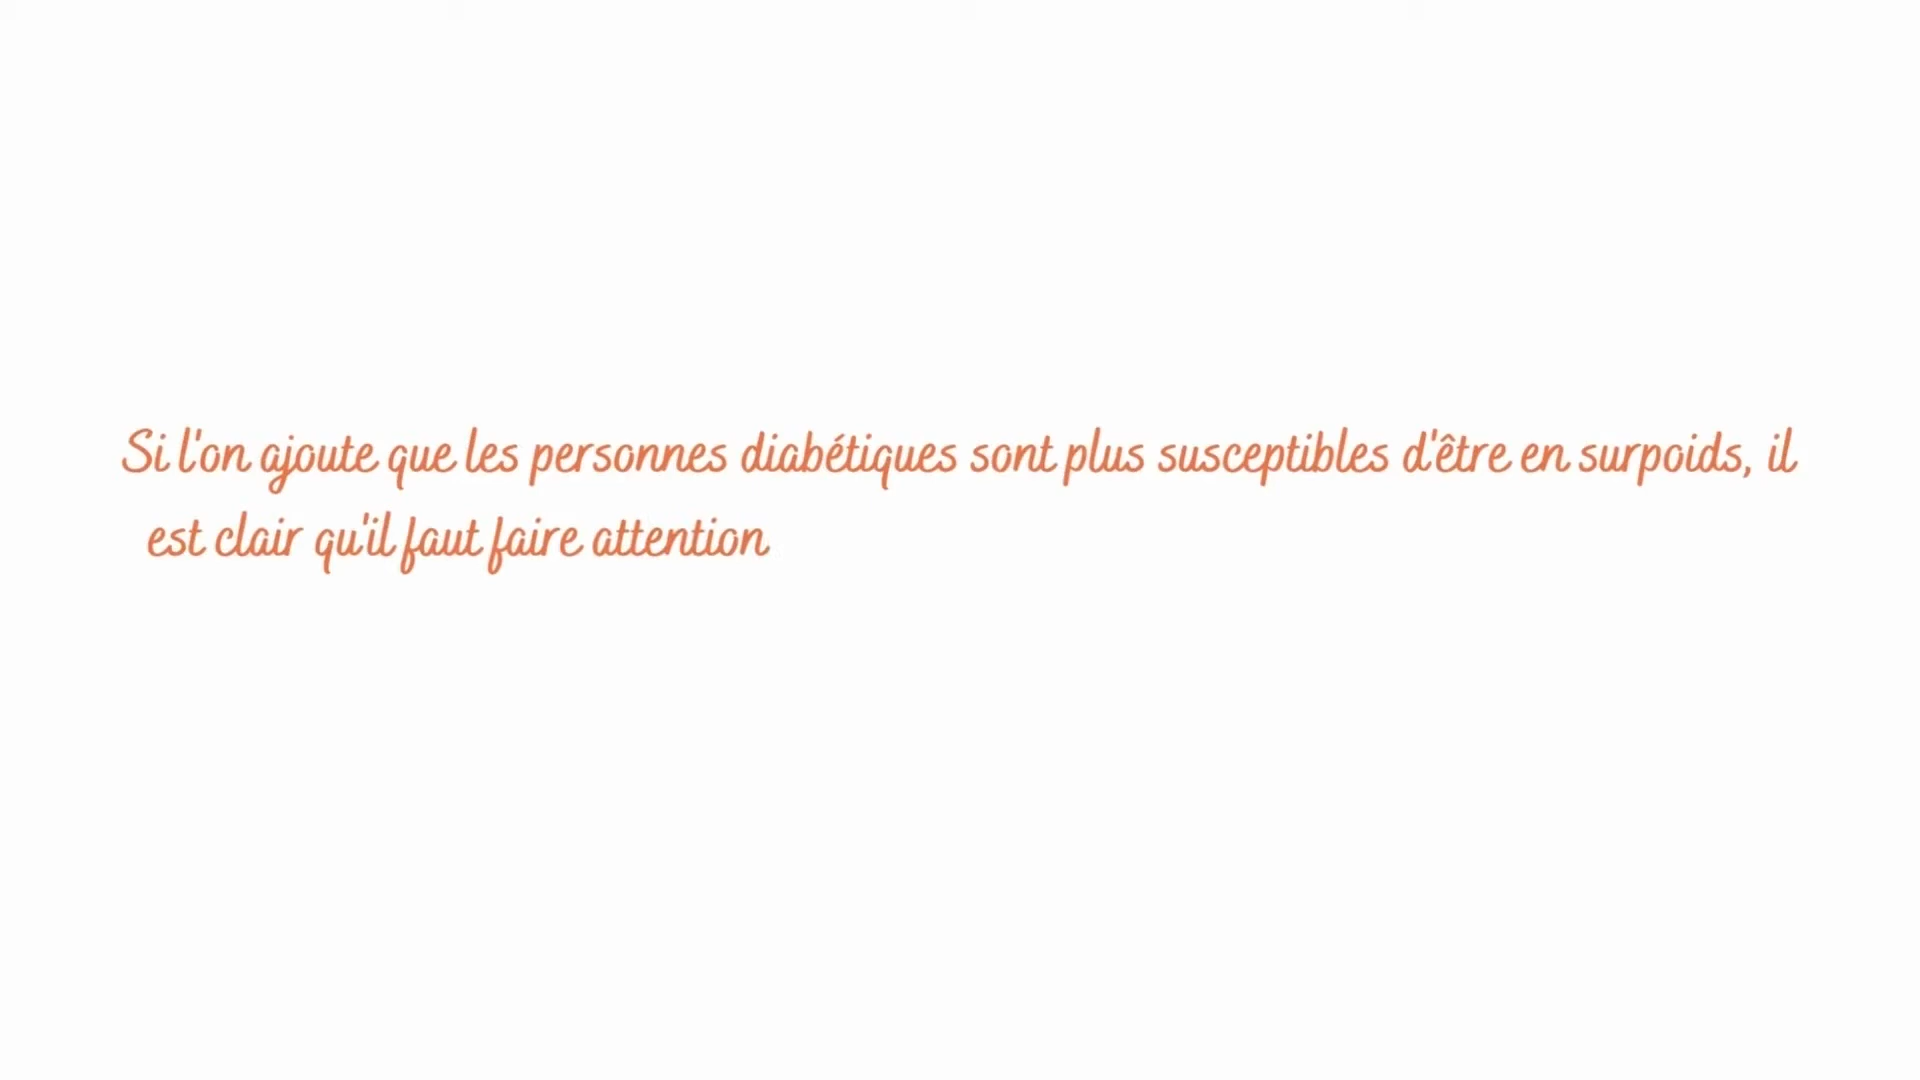 Si l'on ajoute que les personnes diabétiques sont plus susceptibles d'être en surpoids, il
est clair qu'il faut faire attention